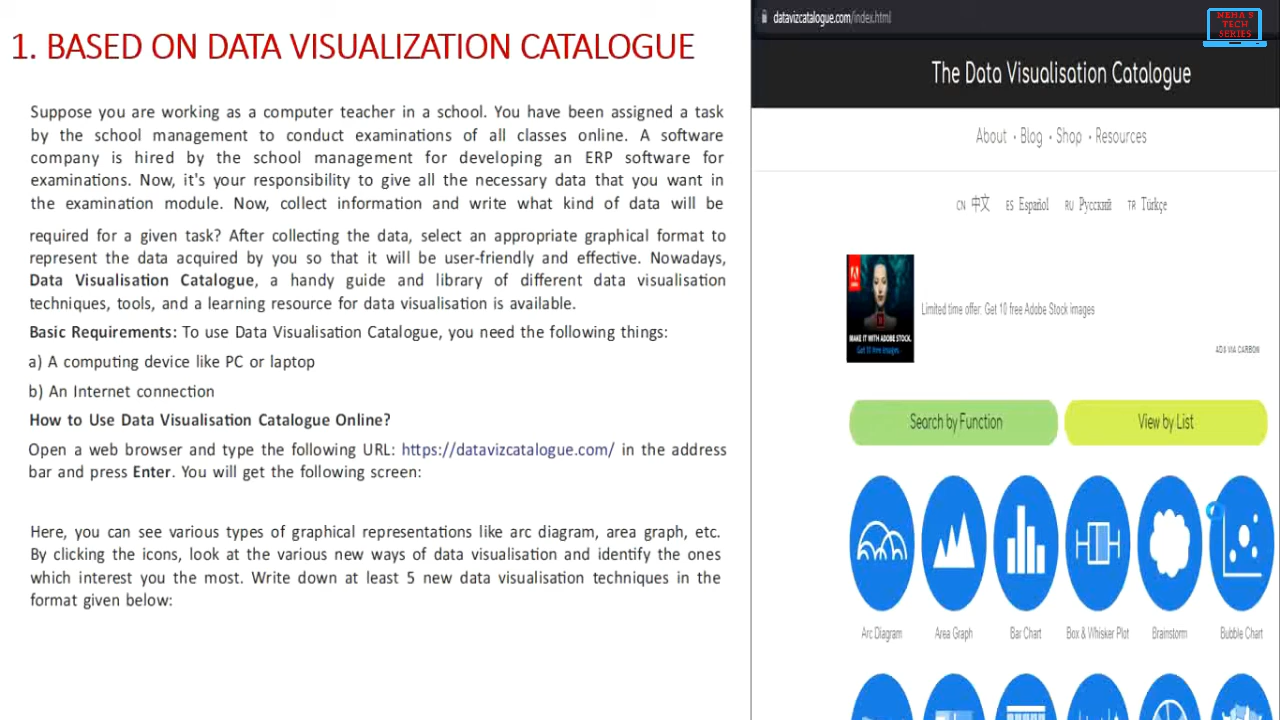 1. BASED ON DATA VISUALIZATION CATALOGUE
Suppose you are working as a computer teacher in a school. You have been assigned a task
by the school management to conduct examinations of all classes online. A software
company is hired by the school management for developing an ERP software for
examinations. Now, it's your responsibility to give all the necessary data that you want in
the examination module. Now, collect information and write what kind of data will be
required for a given task? After collecting the data, select an appropriate graphical format to
represent the data acquired by you so that it will be user-friendly and effective. Nowadays,
Data Visualisation Catalogue, a handy guide and library of different data visualisation
techniques, tools, and a learning resource for data visualisation is available.
Basic Requirements: To use Data Visualisation Catalogue, you need the following things:
a) A computing device like PC or laptop
b) An Internet connection
How to Use Data Visualisation Catalogue Online?
Open a web browser and type the following URL: https://datavizcatalogue.com/ in the address
bar and press Enter. You will get the following screen:
Here, you can see various types of graphical representations like arc diagram, area graph, etc.
By clicking the icons, look at the various new ways of data visualisation and identify the ones
which interest you the most. Write down at least 5 new data visualisation techniques in the
format given below:
datavizcatalogue.com/index.html
NEHA S
TECH
SERIES
The Data Visualisation Catalogue
About • Blog • Shop • Resources
CN 中文 ES Español RU Русский TR Türkçe
Limited time offer: Get 10 free Adobe Stock images
MAKE IT WITH ADOBE STOCK.
Get 10 free images
ADS VIA CARBON
Search by Function
View by List
Arc Diagram
Area Graph
Bar Chart
Box & Whisker Plot
Brainstorm
Bubble Chart